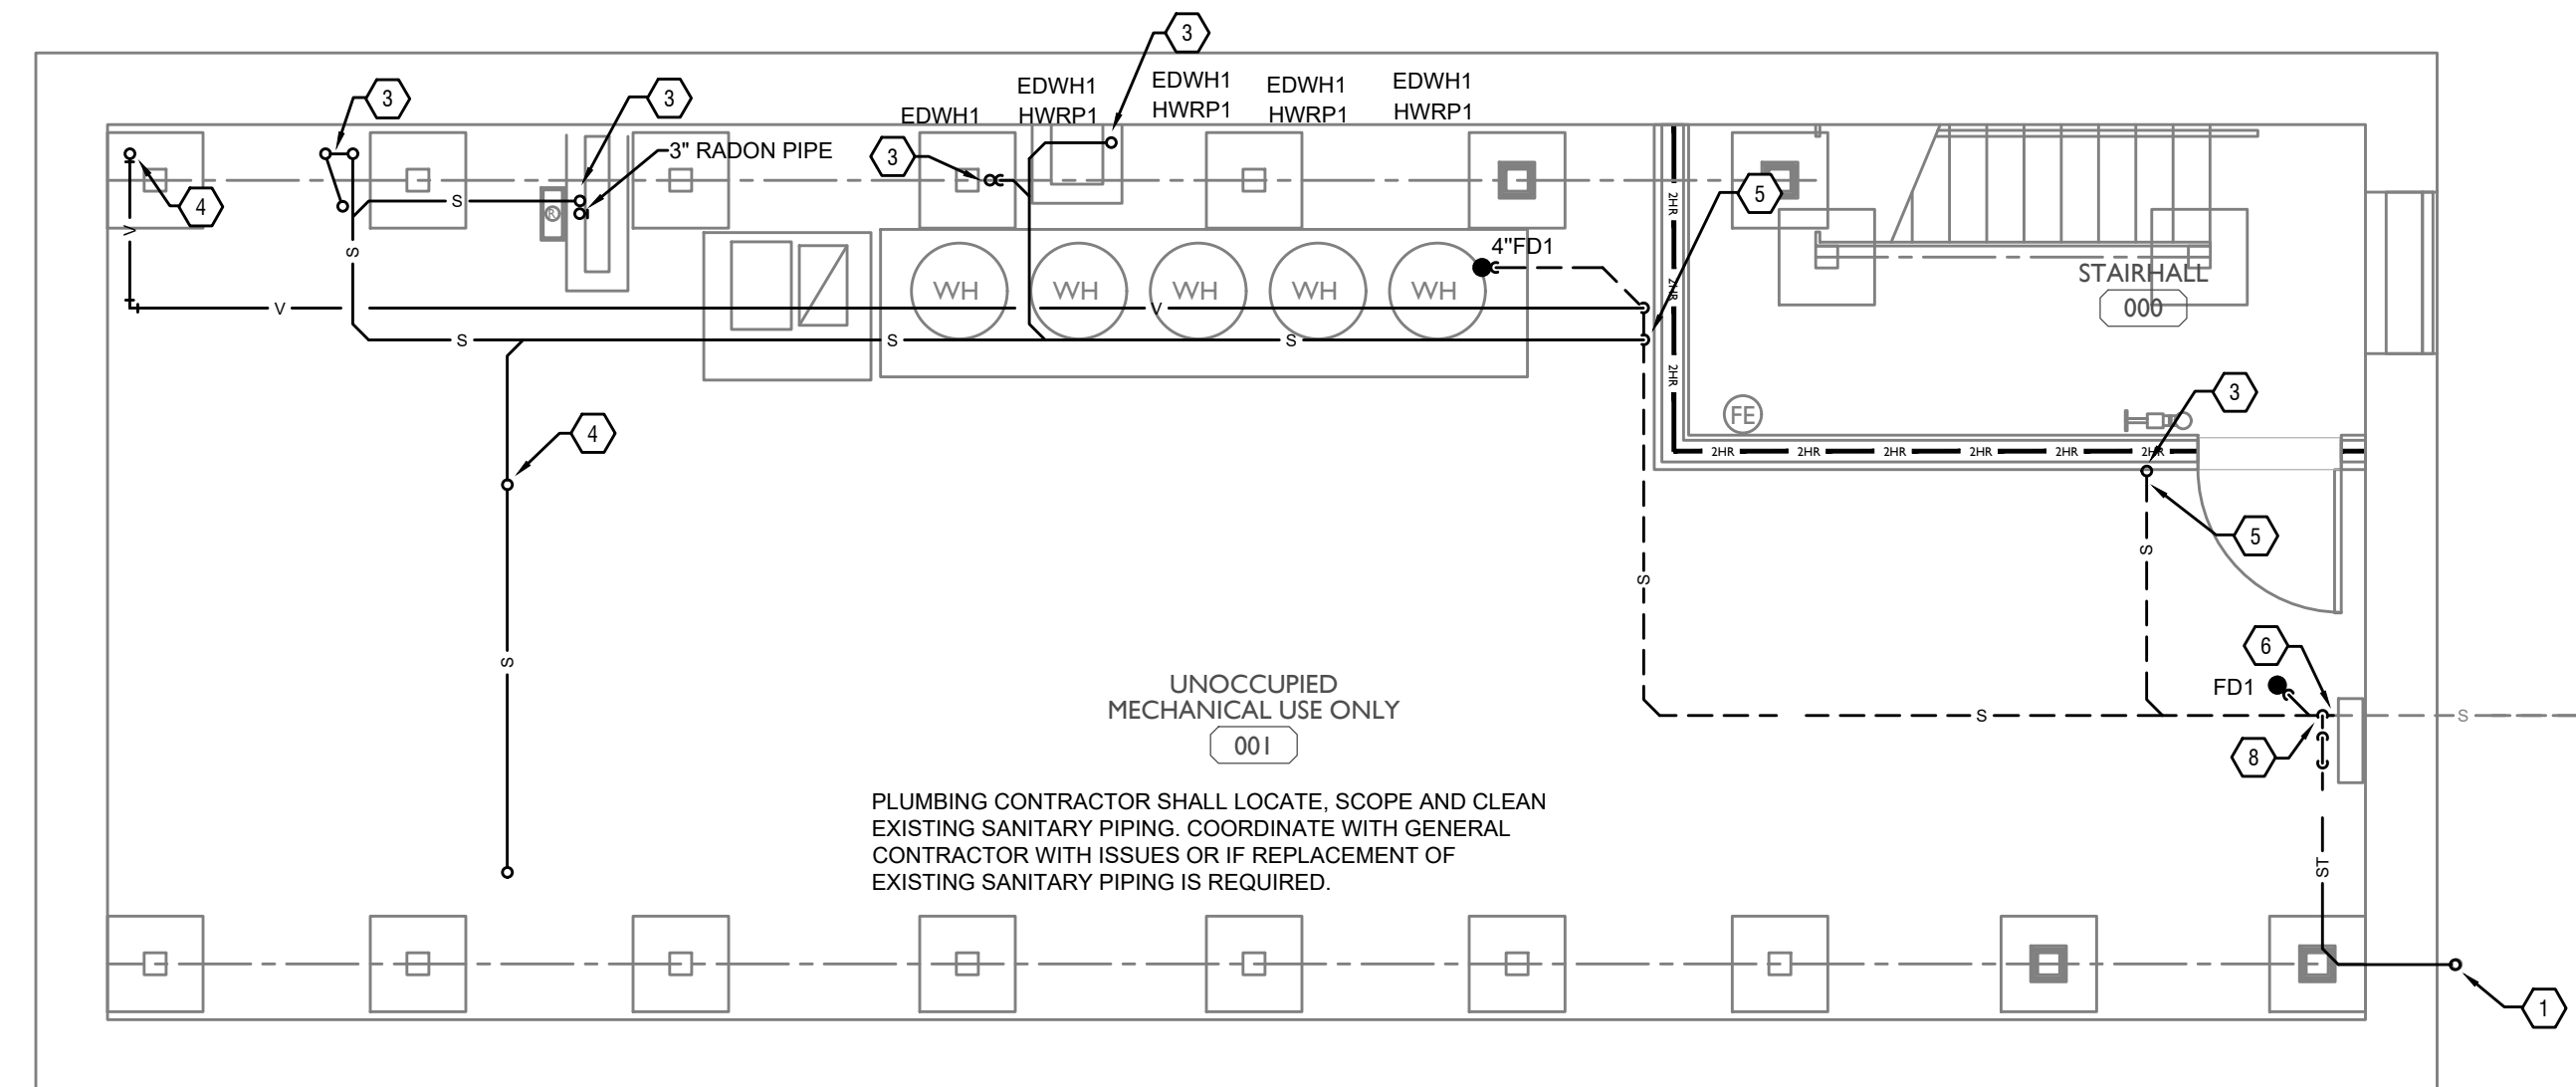 3
3
3
EDWH1
EDWH1
HWRP1
EDWH1
HWRP1
EDWH1
HWRP1
EDWH1
HWRP1
3" RADON PIPE
3
4
5
S
R
V
S
2HR
2HR
2HR
4"FD1
STAIRHALL
000
WH
WH
WH
WH
WH
V
V
S
S
S
3
FE
4
2HR
2HR
2HR
2HR
2HR
2HR
5
S
S
S
6
FD1
UNOCCUPIED
MECHANICAL USE ONLY
001
S
S
8
PLUMBING CONTRACTOR SHALL LOCATE, SCOPE AND CLEAN
EXISTING SANITARY PIPING. COORDINATE WITH GENERAL
CONTRACTOR WITH ISSUES OR IF REPLACEMENT OF
EXISTING SANITARY PIPING IS REQUIRED.
ST
1